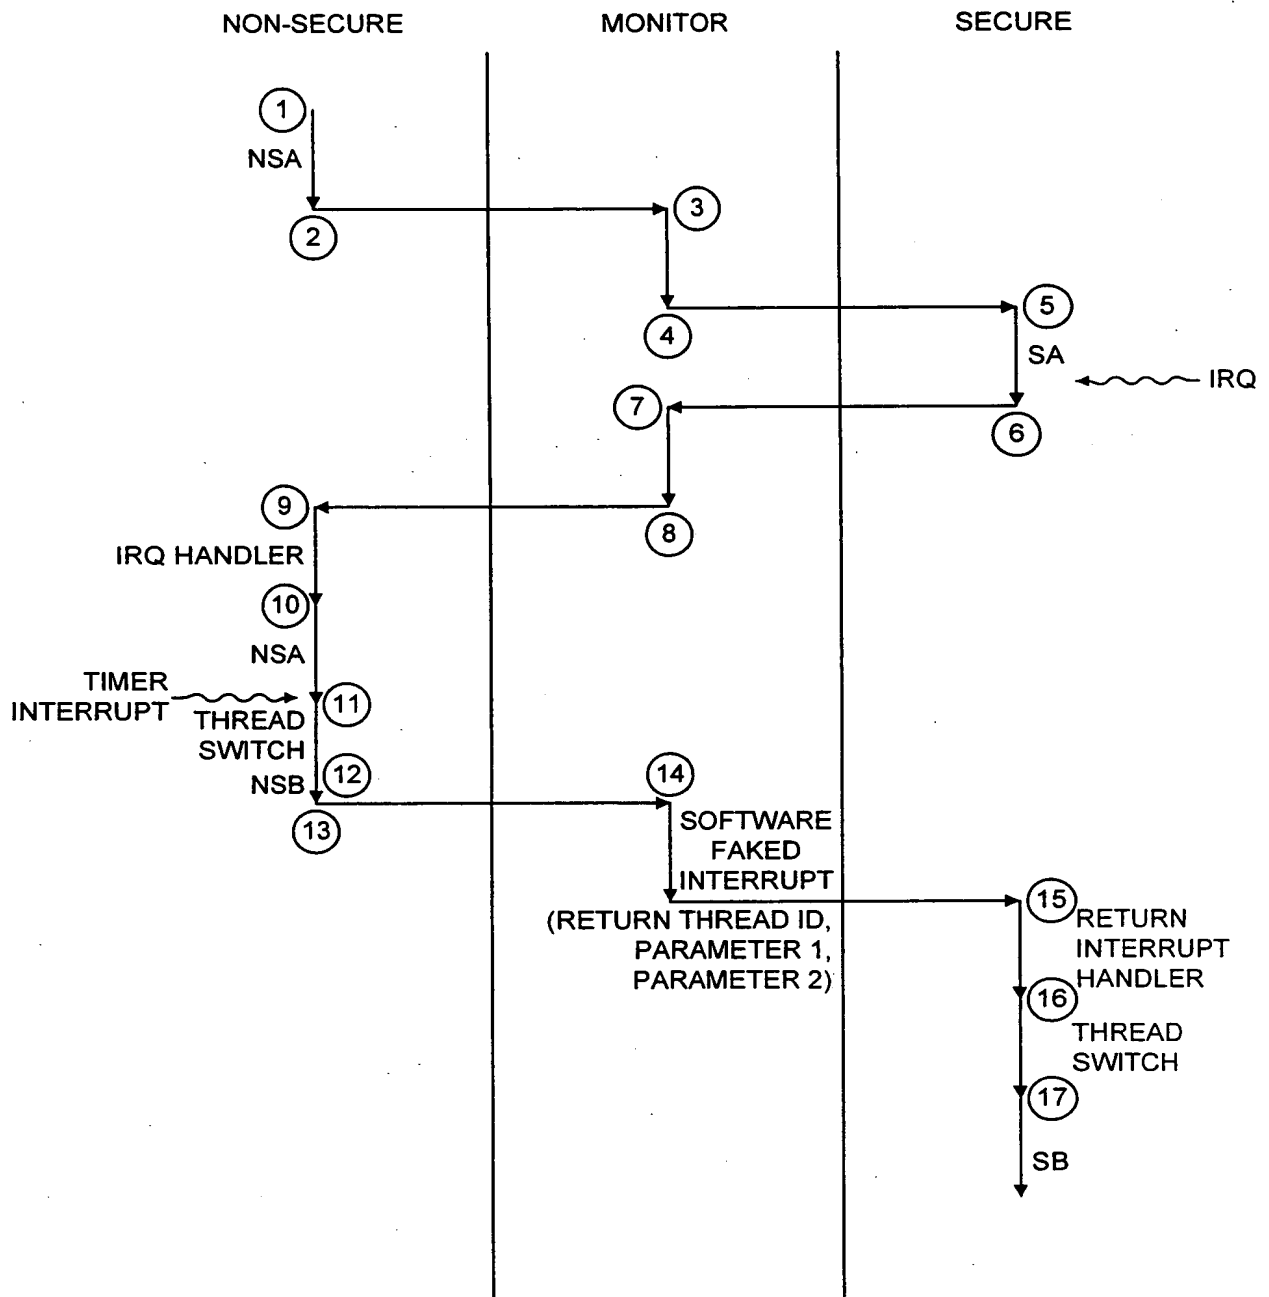 NON-SECURE
MONITOR
SECURE
1
NSA
2
3
4
5
SA
IRQ
6
7
8
9
IRQ HANDLER
10
NSA
TIMER
INTERRUPT
11
THREAD
SWITCH
NSB
12
13
14
SOFTWARE
FAKED
INTERRUPT
(RETURN THREAD ID,
PARAMETER 1,
PARAMETER 2)
15
RETURN
INTERRUPT
HANDLER
16
THREAD
SWITCH
17
SB